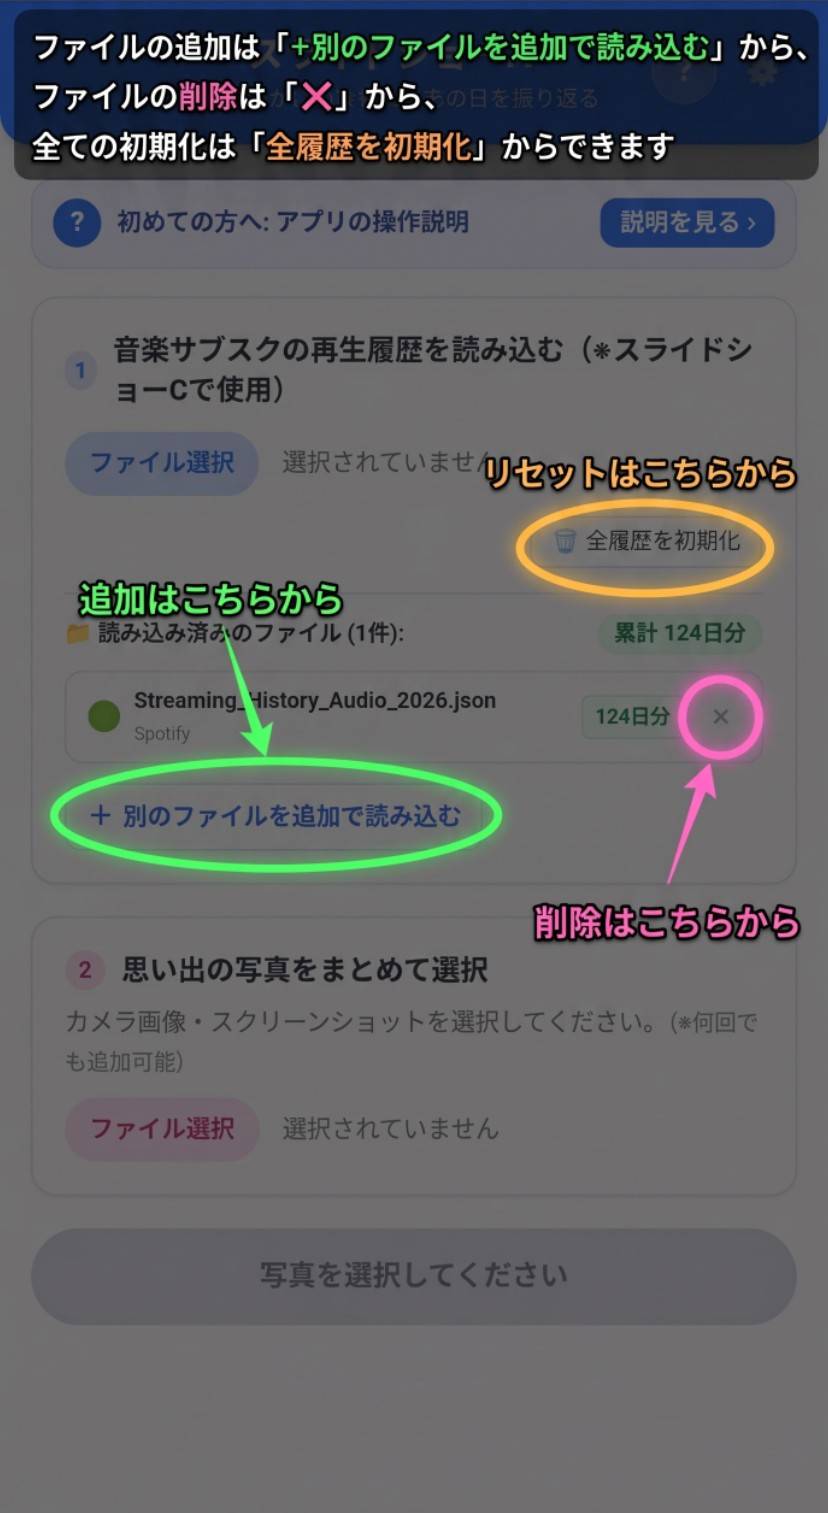 ファイルの追加は「+別のファイルを追加で読み込む」から、
ファイルの削除は「❌」から、
全ての初期化は「全履歴を初期化」からできます
あの日を振り返る
? 初めての方へ: アプリの操作説明
説明を見る ›
1 音楽サブスクの再生履歴を読み込む（※スライドシ
ョーCで使用）
ファイル選択 選択されていません
リセットはこちらから
🗑️ 全履歴を初期化
追加はこちらから
📁 読み込み済みのファイル (1件): 累計 124日分
Streaming_History_Audio_2026.json
Spotify
124日分 ×
+ 別のファイルを追加で読み込む
削除はこちらから
2 思い出の写真をまとめて選択
カメラ画像・スクリーンショットを選択してください。(※何回で
も追加可能)
ファイル選択 選択されていません
写真を選択してください